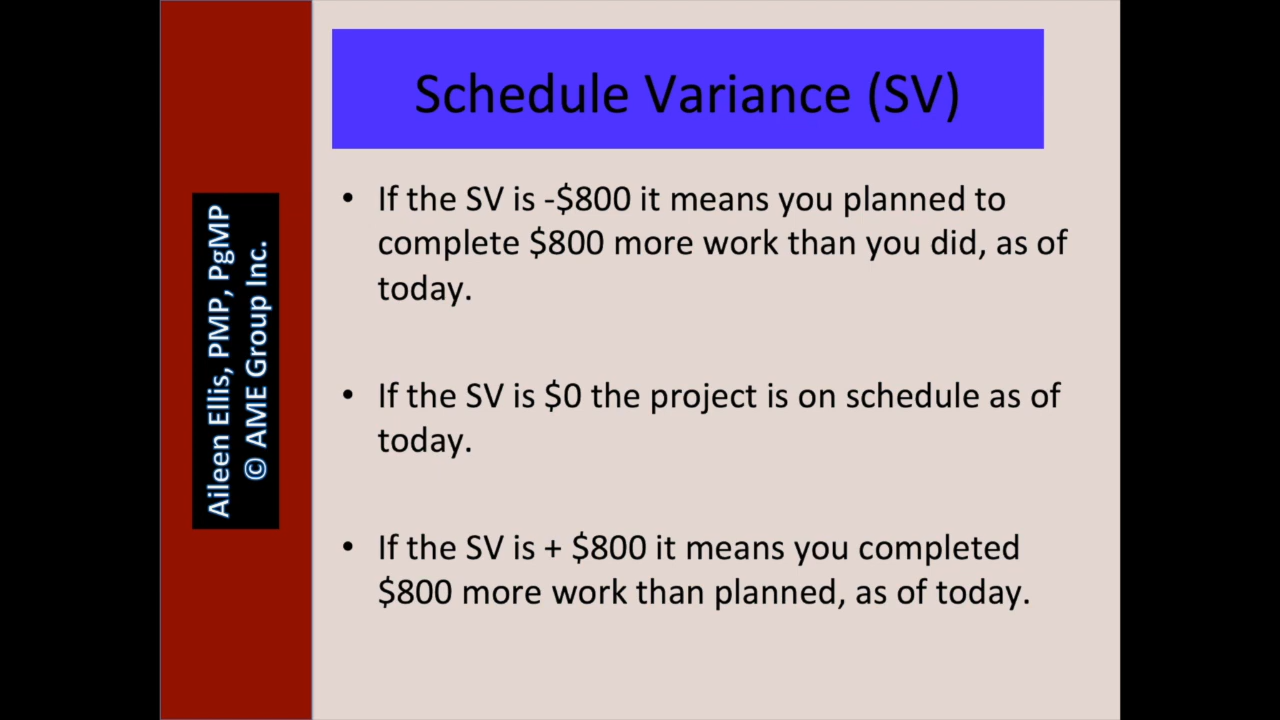 Schedule Variance (SV)
• If the SV is -$800 it means you planned to
complete $800 more work than you did, as of
today.
• If the SV is $0 the project is on schedule as of
today.
• If the SV is + $800 it means you completed
$800 more work than planned, as of today.
Aileen Ellis, PMP, PgMP
© AME Group Inc.